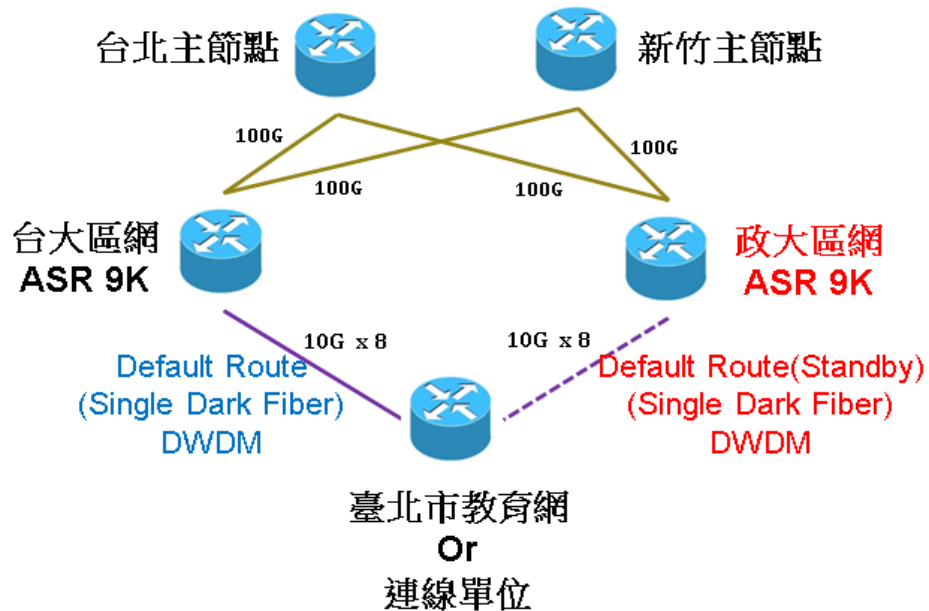 台北主節點
新竹主節點
100G
100G
100G
100G
台大區網
ASR 9K
政大區網
ASR 9K
10G x 8
10G x 8
Default Route
(Single Dark Fiber)
DWDM
Default Route(Standby)
(Single Dark Fiber)
DWDM
臺北市教育網
Or
連線單位